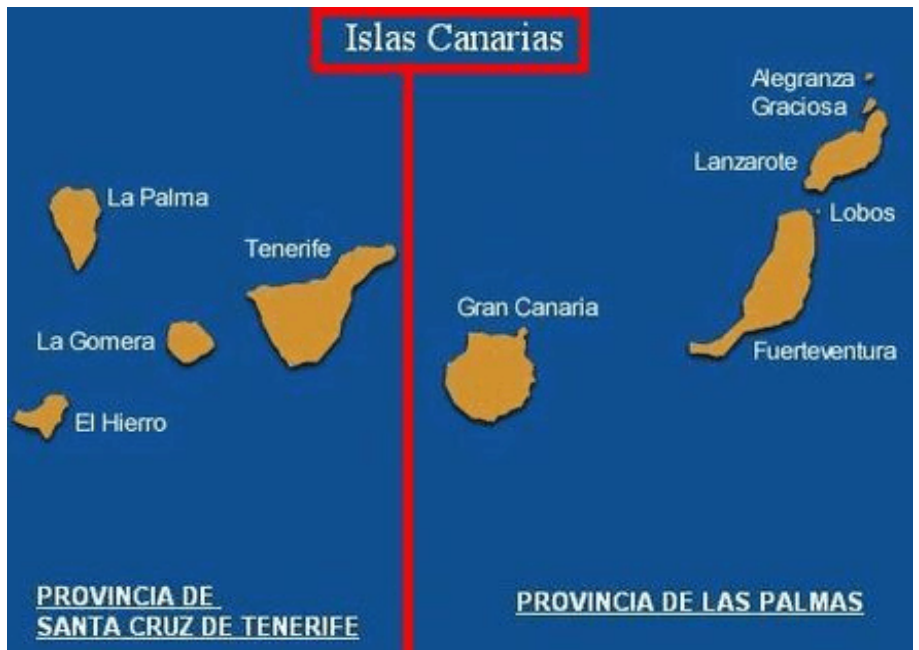 Islas Canarias
Alegranza
Graciosa
Lanzarote
La Palma
Lobos
Tenerife
Gran Canaria
La Gomera
Fuerteventura
El Hierro
PROVINCIA DE
SANTA CRUZ DE TENERIFE
PROVINCIA DE LAS PALMAS